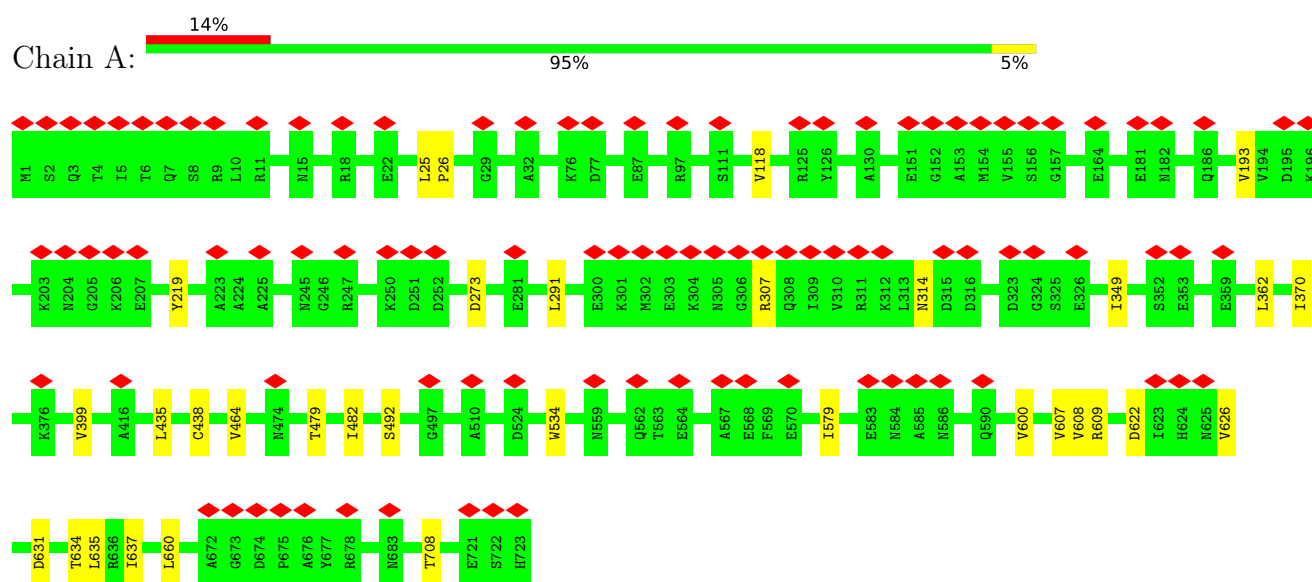 14%
Chain A:
95% 5%
M1 S2 Q3 T4 I5 T6 Q7 S8 R9 L10 R11 N15 R18 E22 L25 P26 G29 A32 K76 D77 E87 R97 S111 V118 R125 Y126 A130 E151 G152 A153 M154 V155 S156 G157 E164 E181 N182 Q186 V193 V194 D195 K196
K203 N204 G205 K206 E207 Y219 A223 A224 A225 N245 G246 R247 K250 D251 D252 D273 E281 L291 E300 K301 M302 E303 K304 N305 G306 R307 Q308 I309 V310 R311 K312 L313 N314 D315 D316 D323 G324 S325 E326 I349 S352 E353 E359 L362 I370
K376 V399 A416 L435 C438 V464 N474 T479 I482 S492 G497 A510 D524 W534 N559 Q562 T563 E564 A567 E568 F569 E570 I579 E583 N584 A585 N586 Q590 V600 V607 V608 R609 D622 I623 H624 N625 V626
D631 T634 L635 R636 I637 L660 A672 G673 D674 P675 A676 Y677 R678 N683 T708 E721 S722 H723